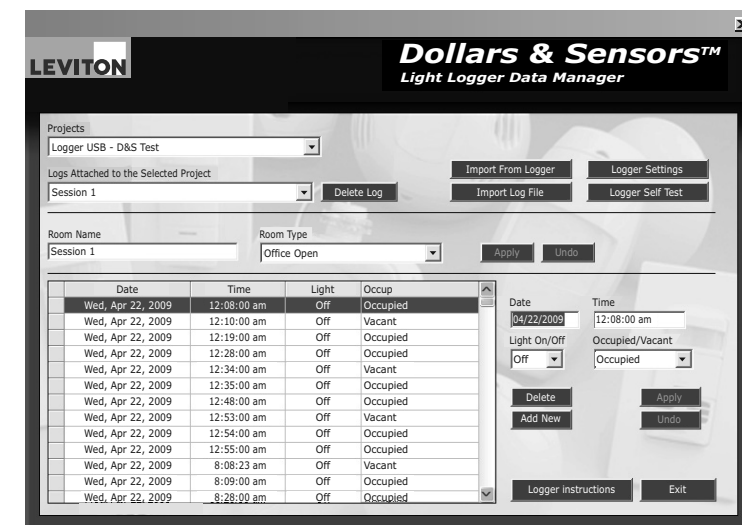 LEVITON
Dollars & Sensors™
Light Logger Data Manager
Projects
Logger USB - D&S Test
Logs Attached to the Selected Project
Session 1
Delete Log
Import From Logger
Logger Settings
Import Log File
Logger Self Test
Room Name
Room Type
Session 1
Office Open
Apply
Undo
Date Time Light Occup
Wed, Apr 22, 2009 12:08:00 am Off Occupied
Wed, Apr 22, 2009 12:10:00 am Off Vacant
Wed, Apr 22, 2009 12:19:00 am Off Occupied
Wed, Apr 22, 2009 12:28:00 am Off Occupied
Wed, Apr 22, 2009 12:34:00 am Off Vacant
Wed, Apr 22, 2009 12:35:00 am Off Occupied
Wed, Apr 22, 2009 12:48:00 am Off Occupied
Wed, Apr 22, 2009 12:53:00 am Off Vacant
Wed, Apr 22, 2009 12:54:00 am Off Occupied
Wed, Apr 22, 2009 12:55:00 am Off Occupied
Wed, Apr 22, 2009 8:08:23 am Off Vacant
Wed, Apr 22, 2009 8:09:00 am Off Occupied
Wed, Apr 22, 2009 8:28:00 am Off Occupied
Date
Time
04/22/2009
12:08:00 am
Light On/Off
Occupied/Vacant
Off
Occupied
Delete
Apply
Add New
Undo
Logger instructions
Exit